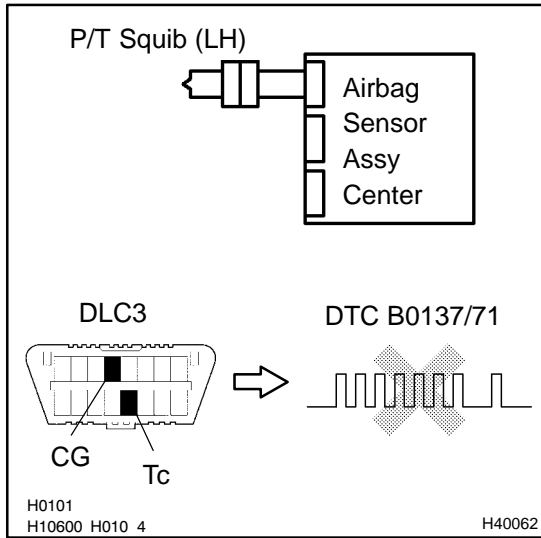 P/T Squib (LH)
Airbag
Sensor
Assy
Center
DLC3
DTC B0137/71
CG
Tc
H0101
H10600 H010 4
H40062